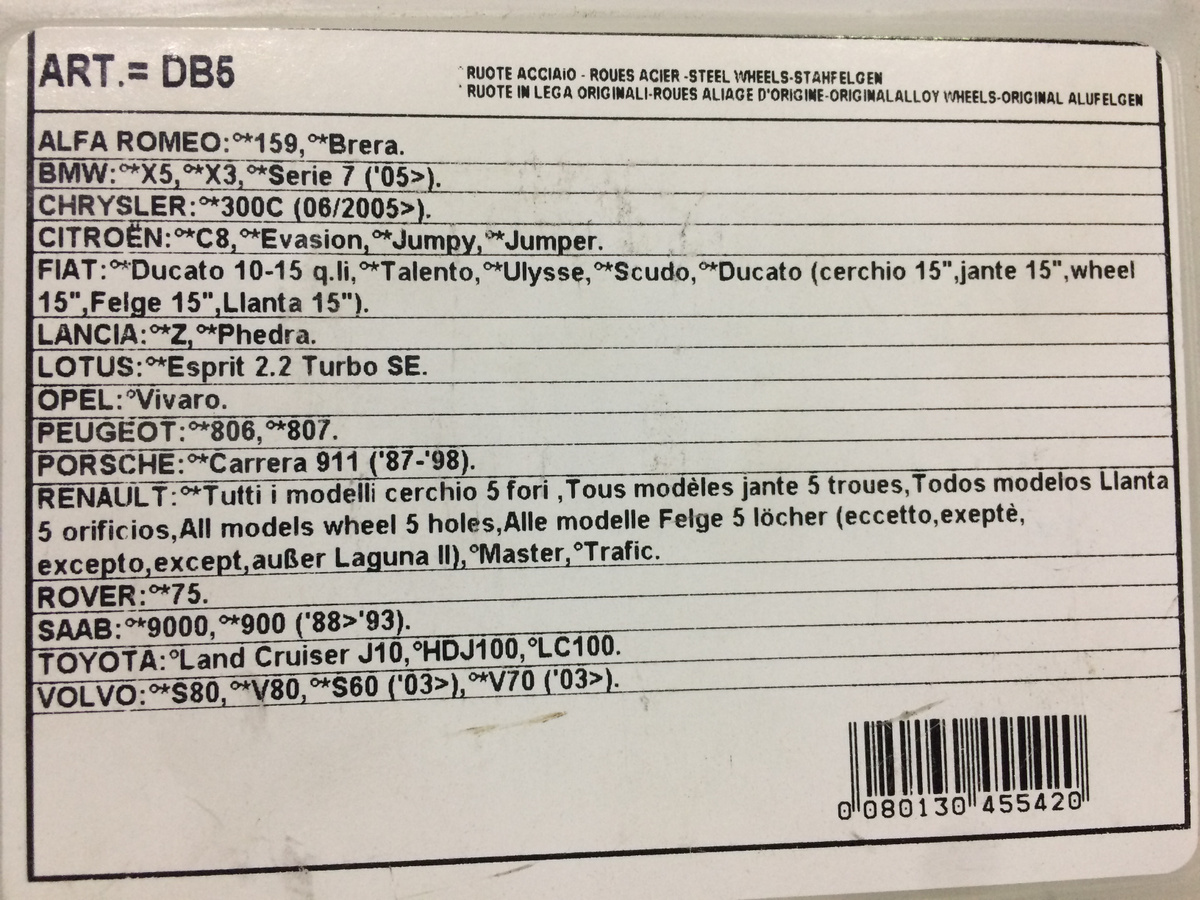 ART.= DB5
° RUOTE ACCIAiO - ROUES ACIER -STEEL WHEELS-STAHFELGEN
* RUOTE IN LEGA ORIGINALI-ROUES ALIAGE D'ORIGINE-ORIGINALALLOY WHEELS-ORIGINAL ALUFELGEN
ALFA ROMEO:°*159,°*Brera.
BMW:°*X5,°*X3,°*Serie 7 ('05>).
CHRYSLER:°*300C (06/2005>).
CITROËN:°*C8,°*Evasion,°*Jumpy,°*Jumper.
FIAT:°*Ducato 10-15 q.li,°*Talento,°*Ulysse,°*Scudo,°*Ducato (cerchio 15",jante 15",wheel
15",Felge 15",Llanta 15").
LANCIA:°*Z,°*Phedra.
LOTUS:°*Esprit 2.2 Turbo SE.
OPEL:°Vivaro.
PEUGEOT:°*806,°*807.
PORSCHE:°*Carrera 911 ('87-'98).
RENAULT:°*Tutti i modelli cerchio 5 fori ,Tous modèles jante 5 troues,Todos modelos Llanta
5 orificios,All models wheel 5 holes,Alle modelle Felge 5 löcher (eccetto,exeptè,
excepto,except,außer Laguna II),°Master,°Trafic.
ROVER:°*75.
SAAB:°*9000,°*900 ('88>'93).
TOYOTA:°Land Cruiser J10,°HDJ100,°LC100.
VOLVO:°*S80,°*V80,°*S60 ('03>),°*V70 ('03>).
0 080130 455420